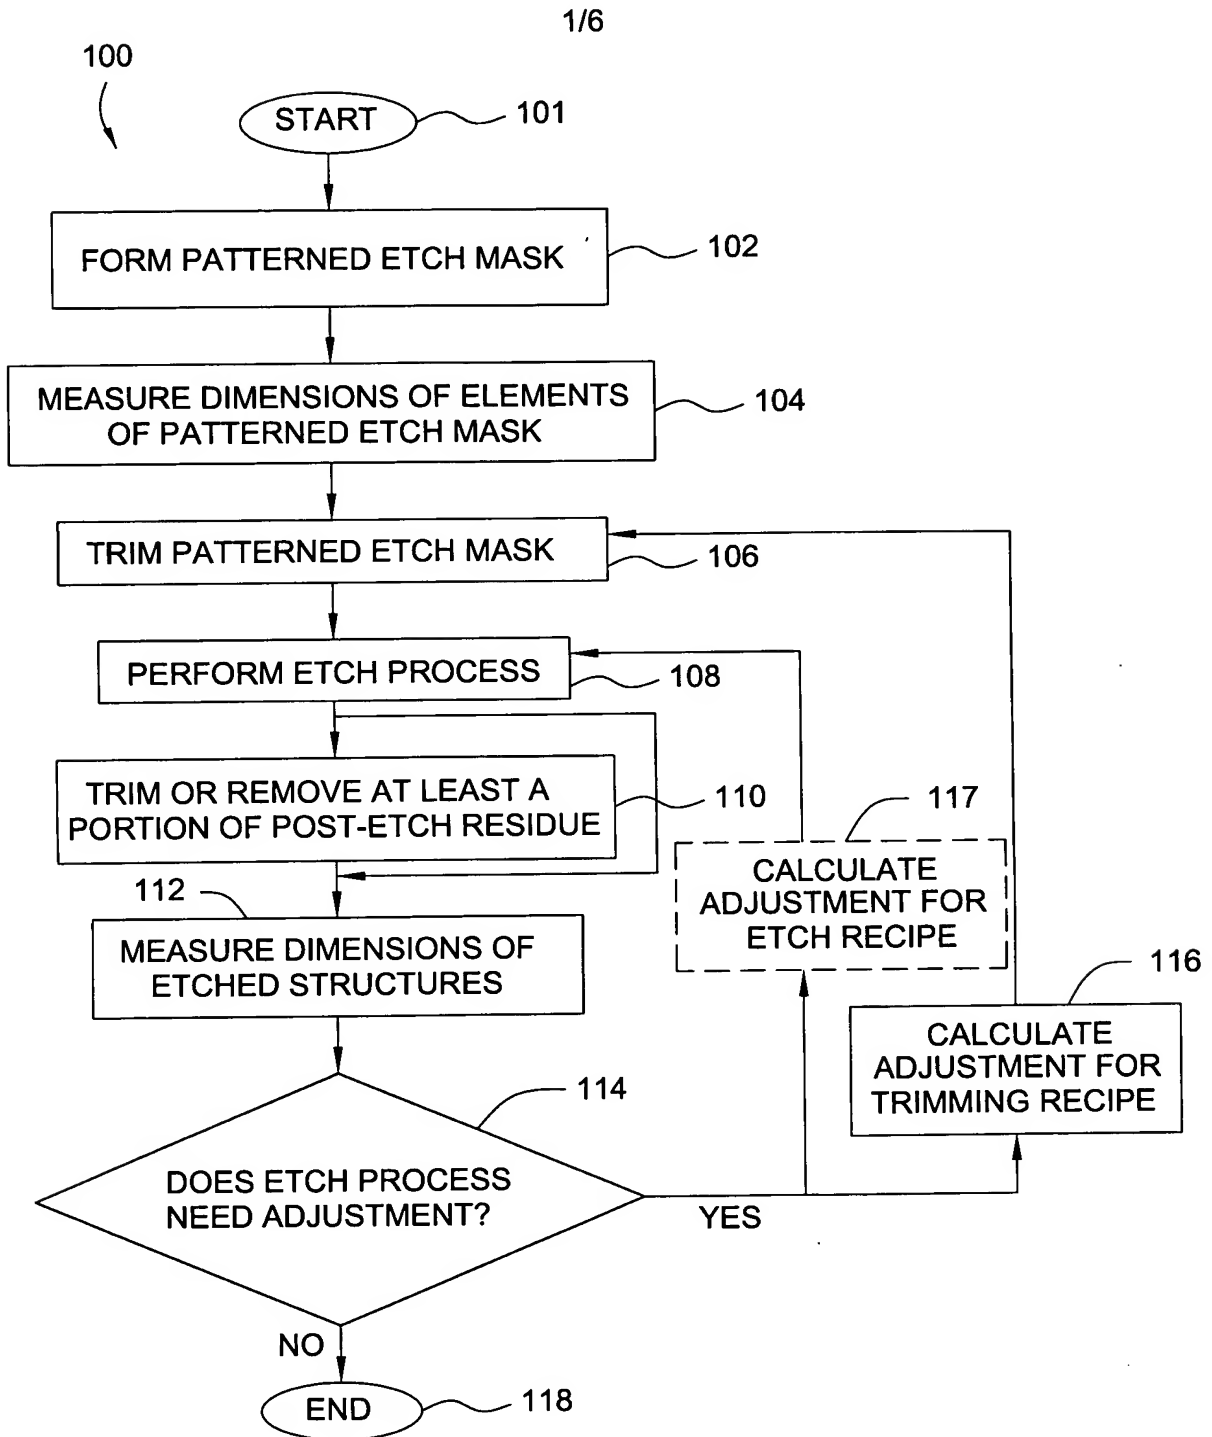 1/6
100
START
101
FORM PATTERNED ETCH MASK
102
MEASURE DIMENSIONS OF ELEMENTS
OF PATTERNED ETCH MASK
104
TRIM PATTERNED ETCH MASK
106
PERFORM ETCH PROCESS
108
TRIM OR REMOVE AT LEAST A
PORTION OF POST-ETCH RESIDUE
110
117
CALCULATE
ADJUSTMENT FOR
ETCH RECIPE
112
MEASURE DIMENSIONS OF
ETCHED STRUCTURES
116
CALCULATE
ADJUSTMENT FOR
TRIMMING RECIPE
114
DOES ETCH PROCESS
NEED ADJUSTMENT?
YES
NO
END
118